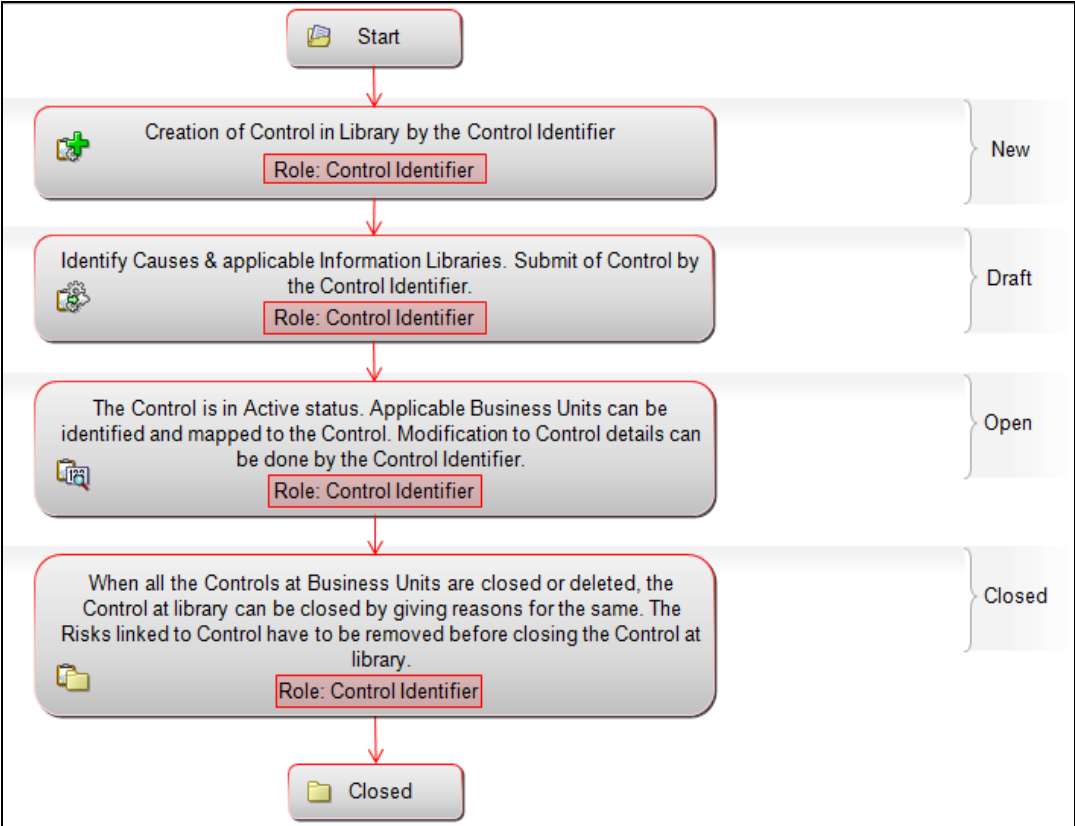 Start
Creation of Control in Library by the Control Identifier
Role: Control Identifier
New
Identify Causes & applicable Information Libraries. Submit of Control by
the Control Identifier.
Role: Control Identifier
Draft
The Control is in Active status. Applicable Business Units can be
identified and mapped to the Control. Modification to Control details can
be done by the Control Identifier.
Role: Control Identifier
Open
When all the Controls at Business Units are closed or deleted, the
Control at library can be closed by giving reasons for the same. The
Risks linked to Control have to be removed before closing the Control at
library.
Role: Control Identifier
Closed
Closed